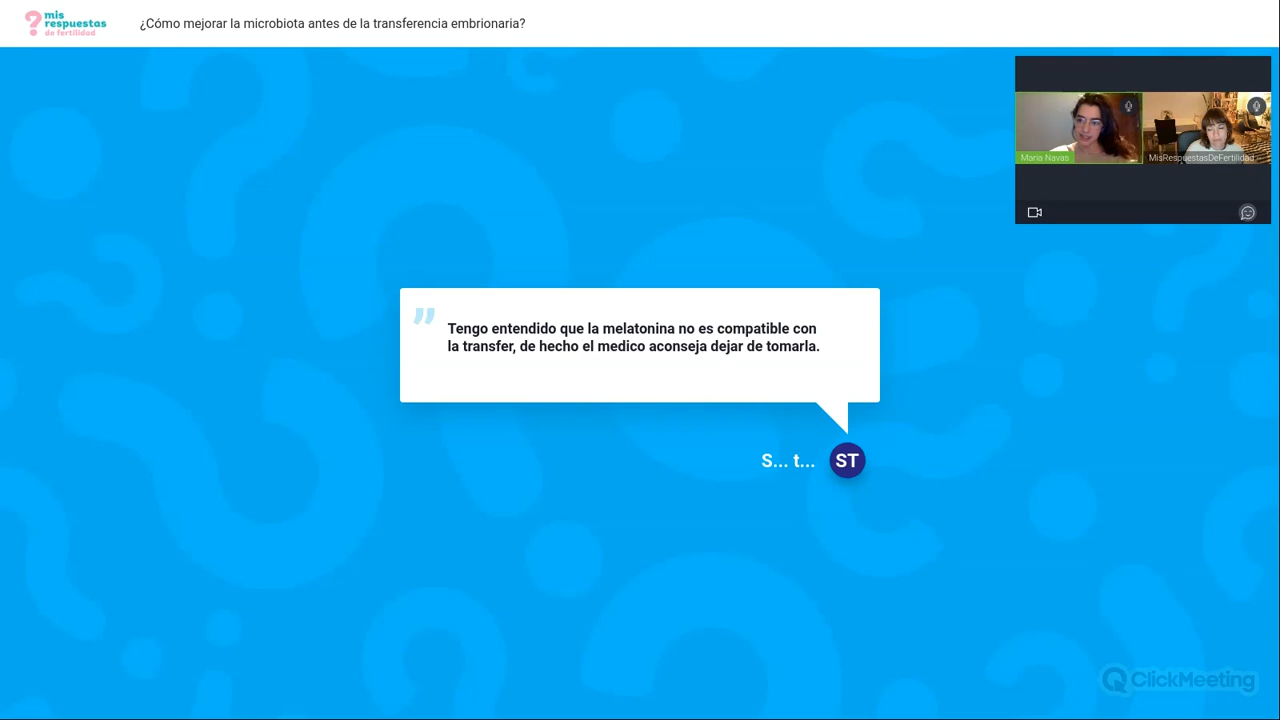 mis
respuestas
de fertilidad
¿Cómo mejorar la microbiota antes de la transferencia embrionaria?
María Navas
MisRespuestasDeFertilidad
Tengo entendido que la melatonina no es compatible con
la transfer, de hecho el medico aconseja dejar de tomarla.
S... t...
ST
ClickMeeting